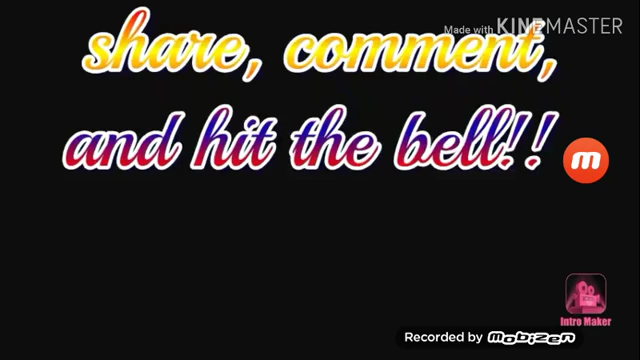 Made with KINEMASTER
share, comment,
and hit the bell!!
M
Intro Maker
Recorded by MOBIZEN